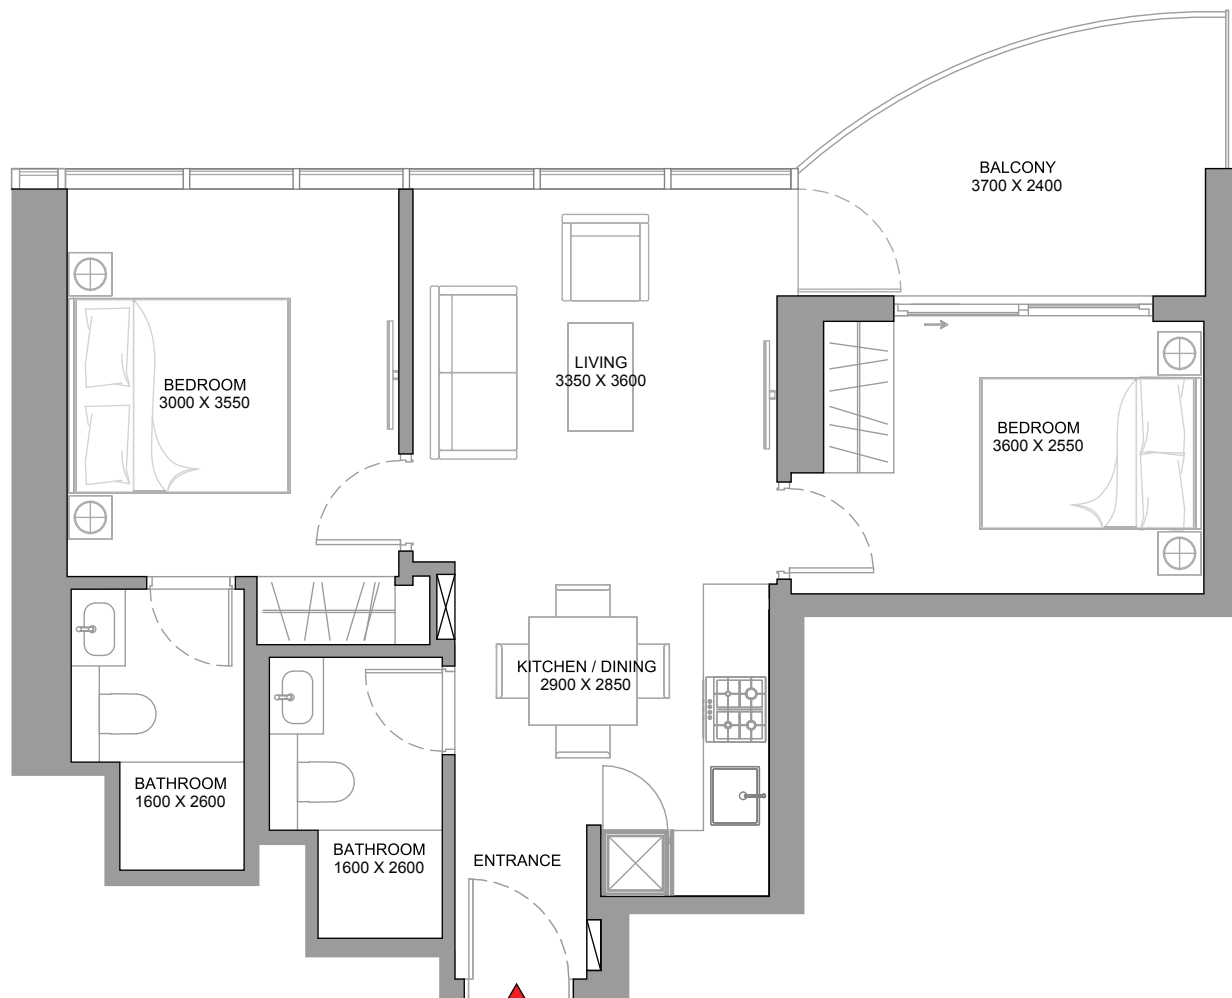 BALCONY
3700 X 2400
LIVING
3350 X 3600
BEDROOM
3000 X 3550
BEDROOM
3600 X 2550
KITCHEN / DINING
2900 X 2850
BATHROOM
1600 X 2600
BATHROOM
1600 X 2600
ENTRANCE